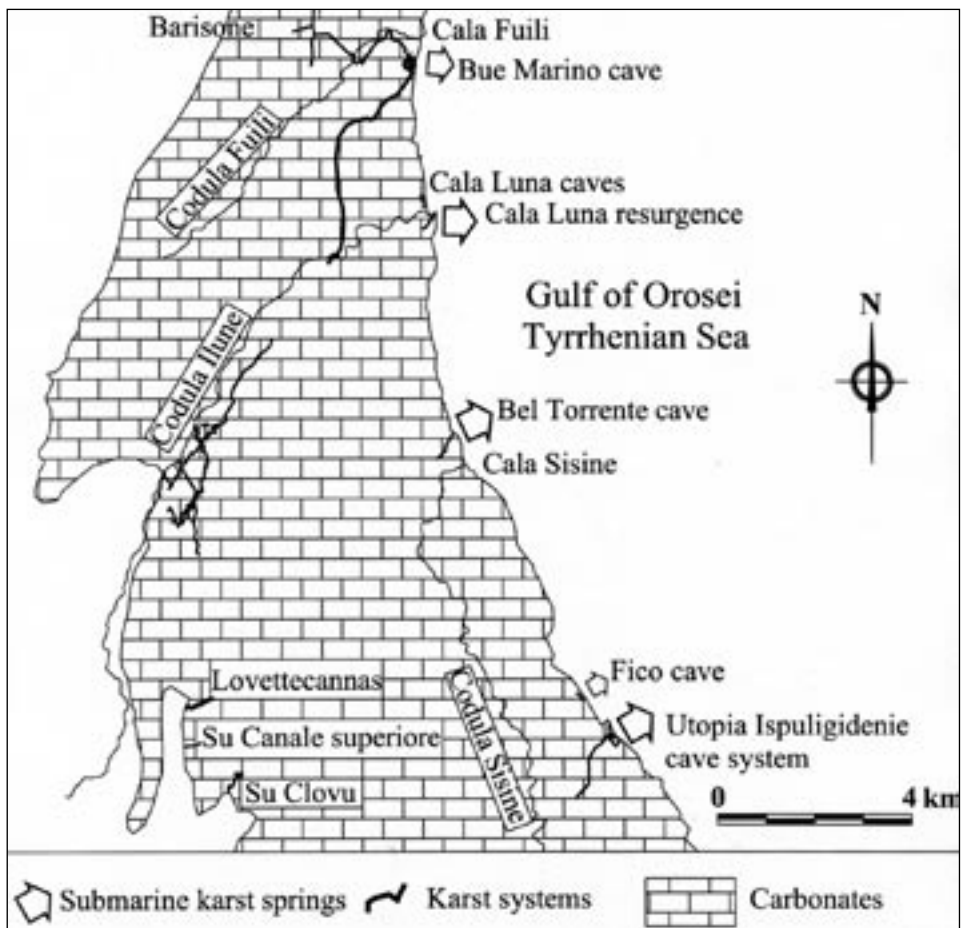 Barisone
Cala Fuili
Bue Marino cave
Codula Fuili
Cala Luna caves
Cala Luna resurgence
Gulf of Orosei
Tyrrhenian Sea
N
Codula Ilune
Bel Torrente cave
Cala Sisine
Lovettecannas
Fico cave
Su Canale superiore
Codula Sisine
Utopia Ispuligidenie
cave system
Su Clovu
0 4 km
Submarine karst springs
Karst systems
Carbonates